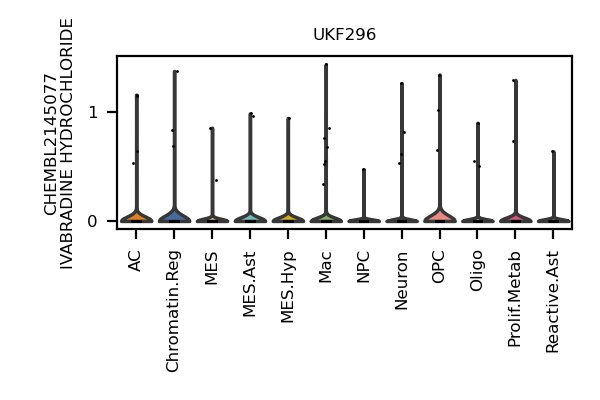 UKF296
CHEMBL2145077
IVABRADINE HYDROCHLORIDE
1
0
AC
Chromatin.Reg
MES
MES.Ast
MES.Hyp
Mac
NPC
Neuron
OPC
Oligo
Prolif.Metab
Reactive.Ast